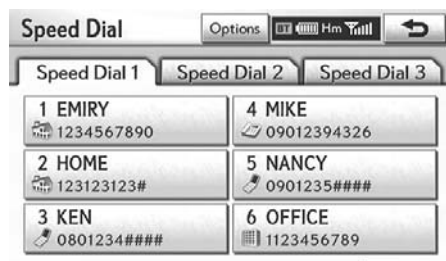 Speed Dial
Options BT Hm
Speed Dial 1 Speed Dial 2 Speed Dial 3
1 EMIRY
1234567890
4 MIKE
09012394326
2 HOME
123123123#
5 NANCY
0901235####
3 KEN
0801234####
6 OFFICE
1123456789